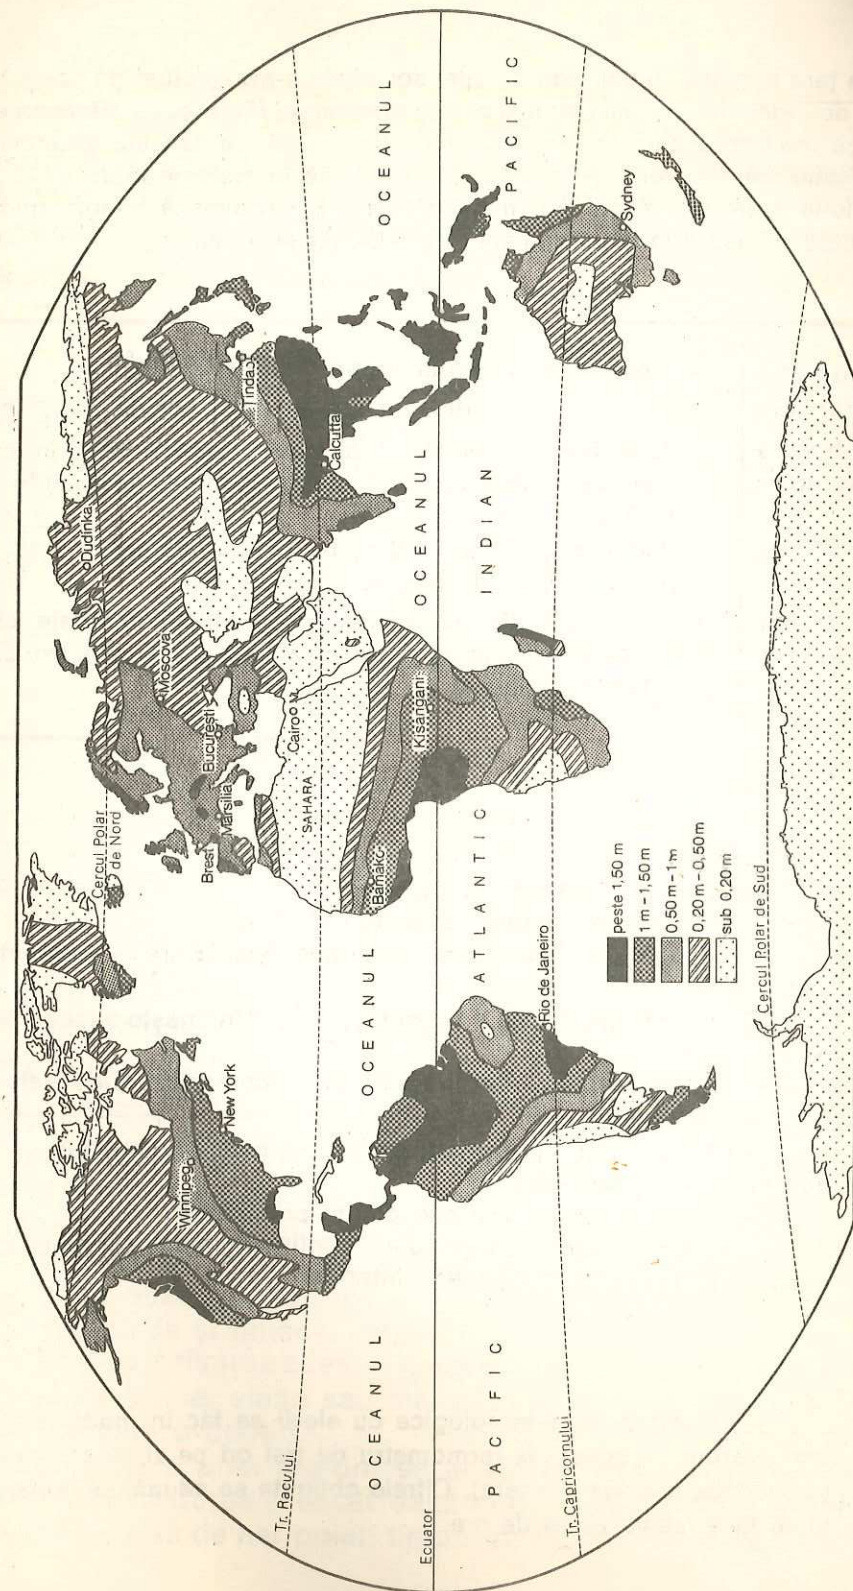 OCEANUL
PACIFIC
Cercul Polar
de Nord
Dudinka
Moscova
Tinda
București
Brest
Marsilia
Cairo
SAHARA
Calcutta
Bamako
Kisangani
Winnipeg
New York
Tr. Racului
OCEANUL
OCEANUL
OCEANUL
Ecuator
PACIFIC
ATLANTIC
INDIAN
Rio de Janeiro
Sydney
Tr. Capricornului
peste 1,50 m
1 m - 1,50 m
0,50 m - 1 m
0,20 m - 0,50 m
sub 0,20 m
Cercul Polar de Sud